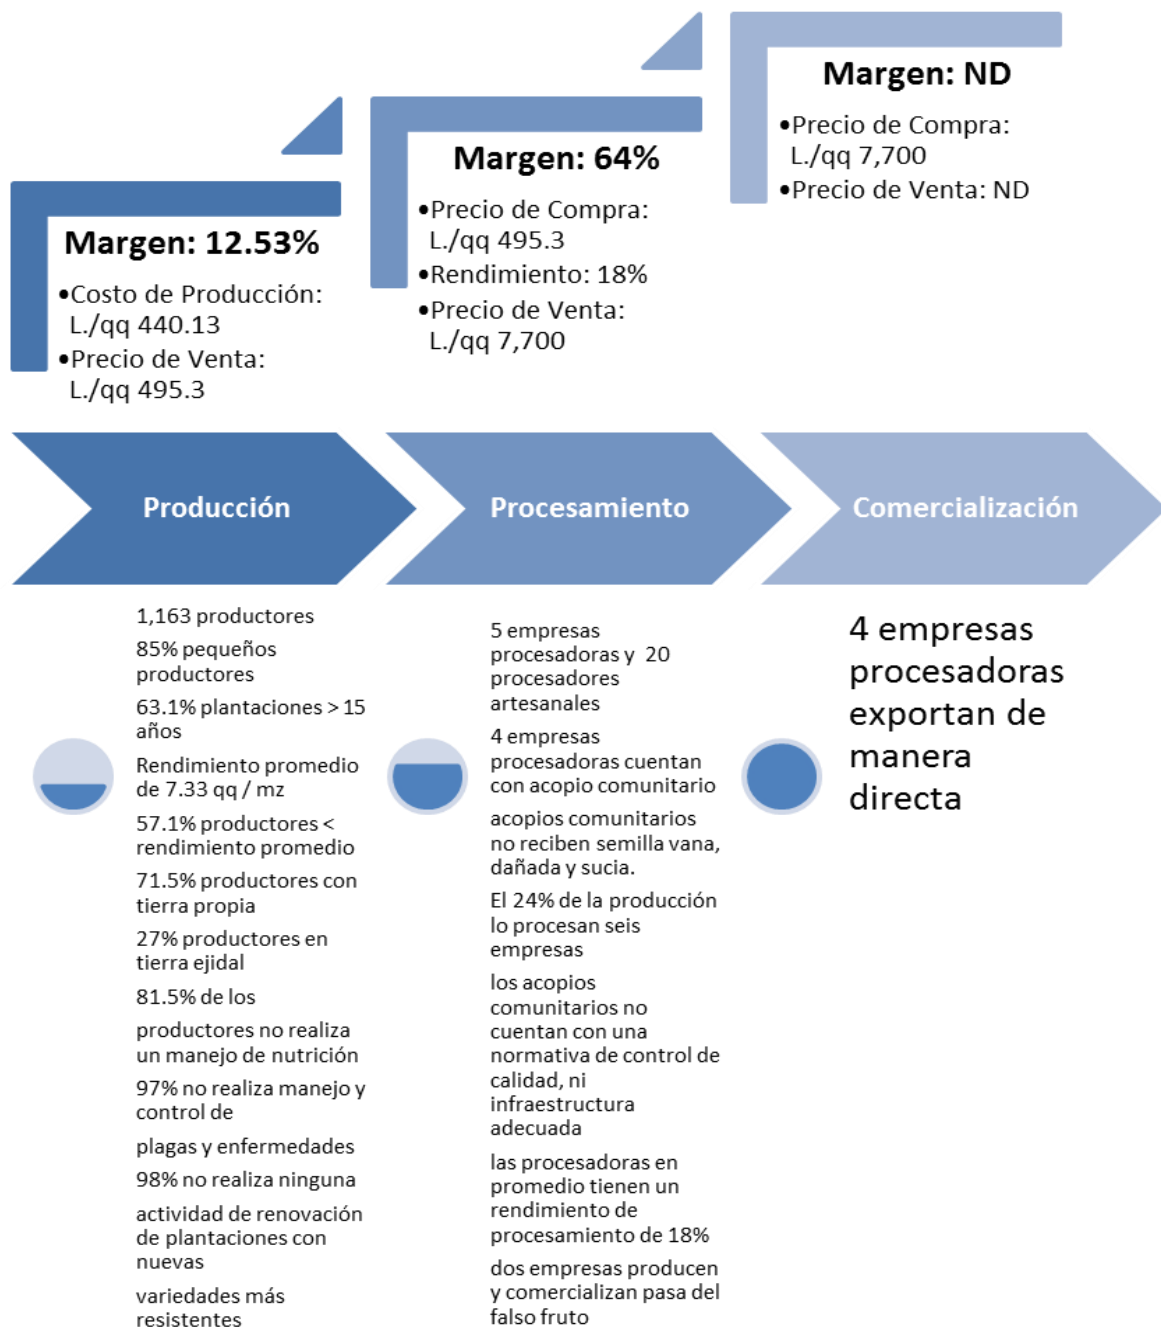 Margen: 12.53%
•Costo de Producción:
L./qq 440.13
•Precio de Venta:
L./qq 495.3
Margen: 64%
•Precio de Compra:
L./qq 495.3
•Rendimiento: 18%
•Precio de Venta:
L./qq 7,700
Margen: ND
•Precio de Compra:
L./qq 7,700
•Precio de Venta: ND
Producción
Procesamiento
Comercialización
1,163 productores
85% pequeños
productores
63.1% plantaciones > 15
años
Rendimiento promedio
de 7.33 qq / mz
57.1% productores <
rendimiento promedio
71.5% productores con
tierra propia
27% productores en
tierra ejidal
81.5% de los
productores no realiza
un manejo de nutrición
97% no realiza manejo y
control de
plagas y enfermedades
98% no realiza ninguna
actividad de renovación
de plantaciones con
nuevas
variedades más
resistentes
5 empresas
procesadoras y 20
procesadores
artesanales
4 empresas
procesadoras cuentan
con acopio comunitario
acopios comunitarios
no reciben semilla vana,
dañada y sucia.
El 24% de la producción
lo procesan seis
empresas
los acopios
comunitarios no
cuentan con una
normativa de control de
calidad, ni
infraestructura
adecuada
las procesadoras en
promedio tienen un
rendimiento de
procesamiento de 18%
dos empresas producen
y comercializan pasa del
falso fruto
4 empresas
procesadoras
exportan de
manera
directa